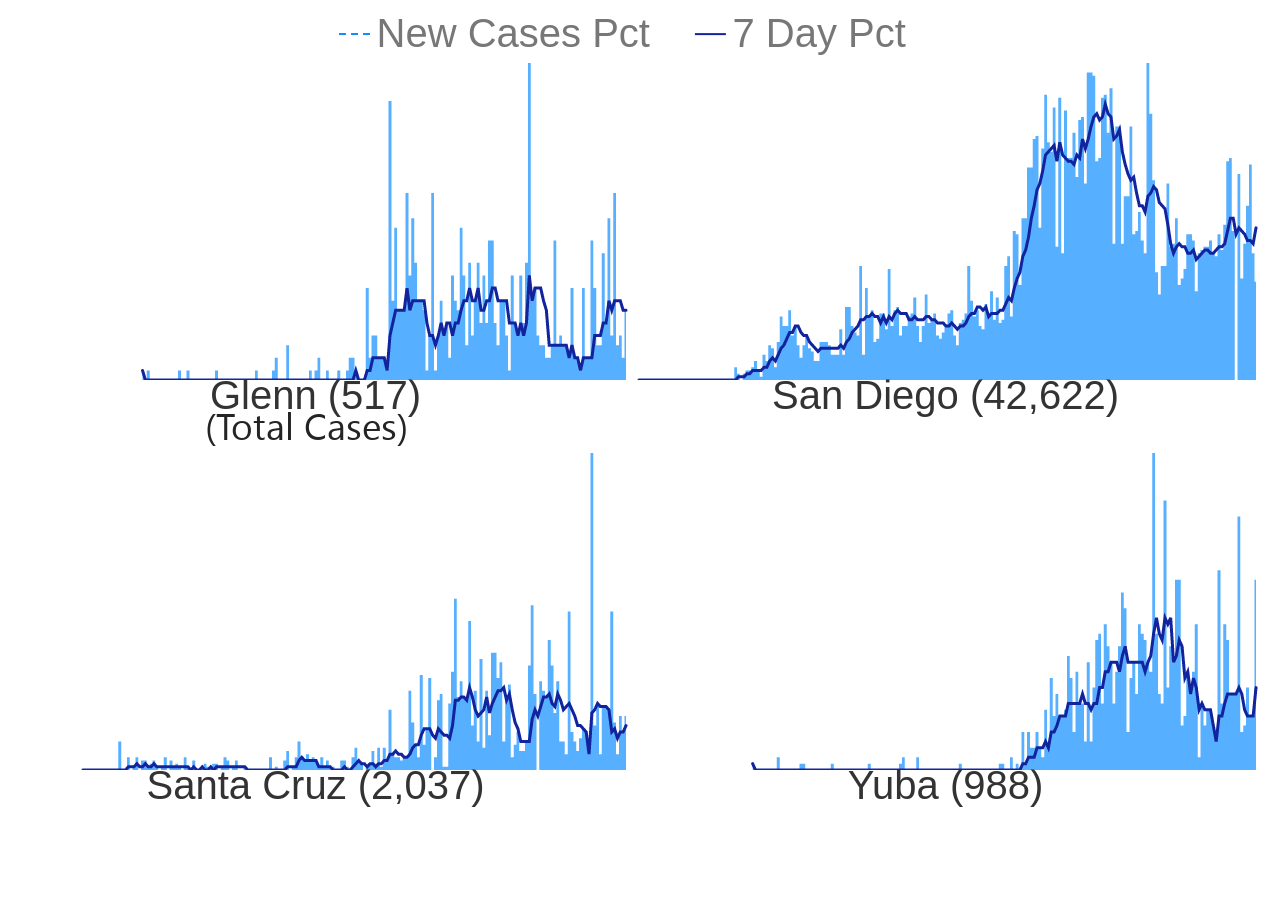 New Cases Pct 7 Day Pct
Glenn (517)
(Total Cases)
San Diego (42,622)
Santa Cruz (2,037)
Yuba (988)